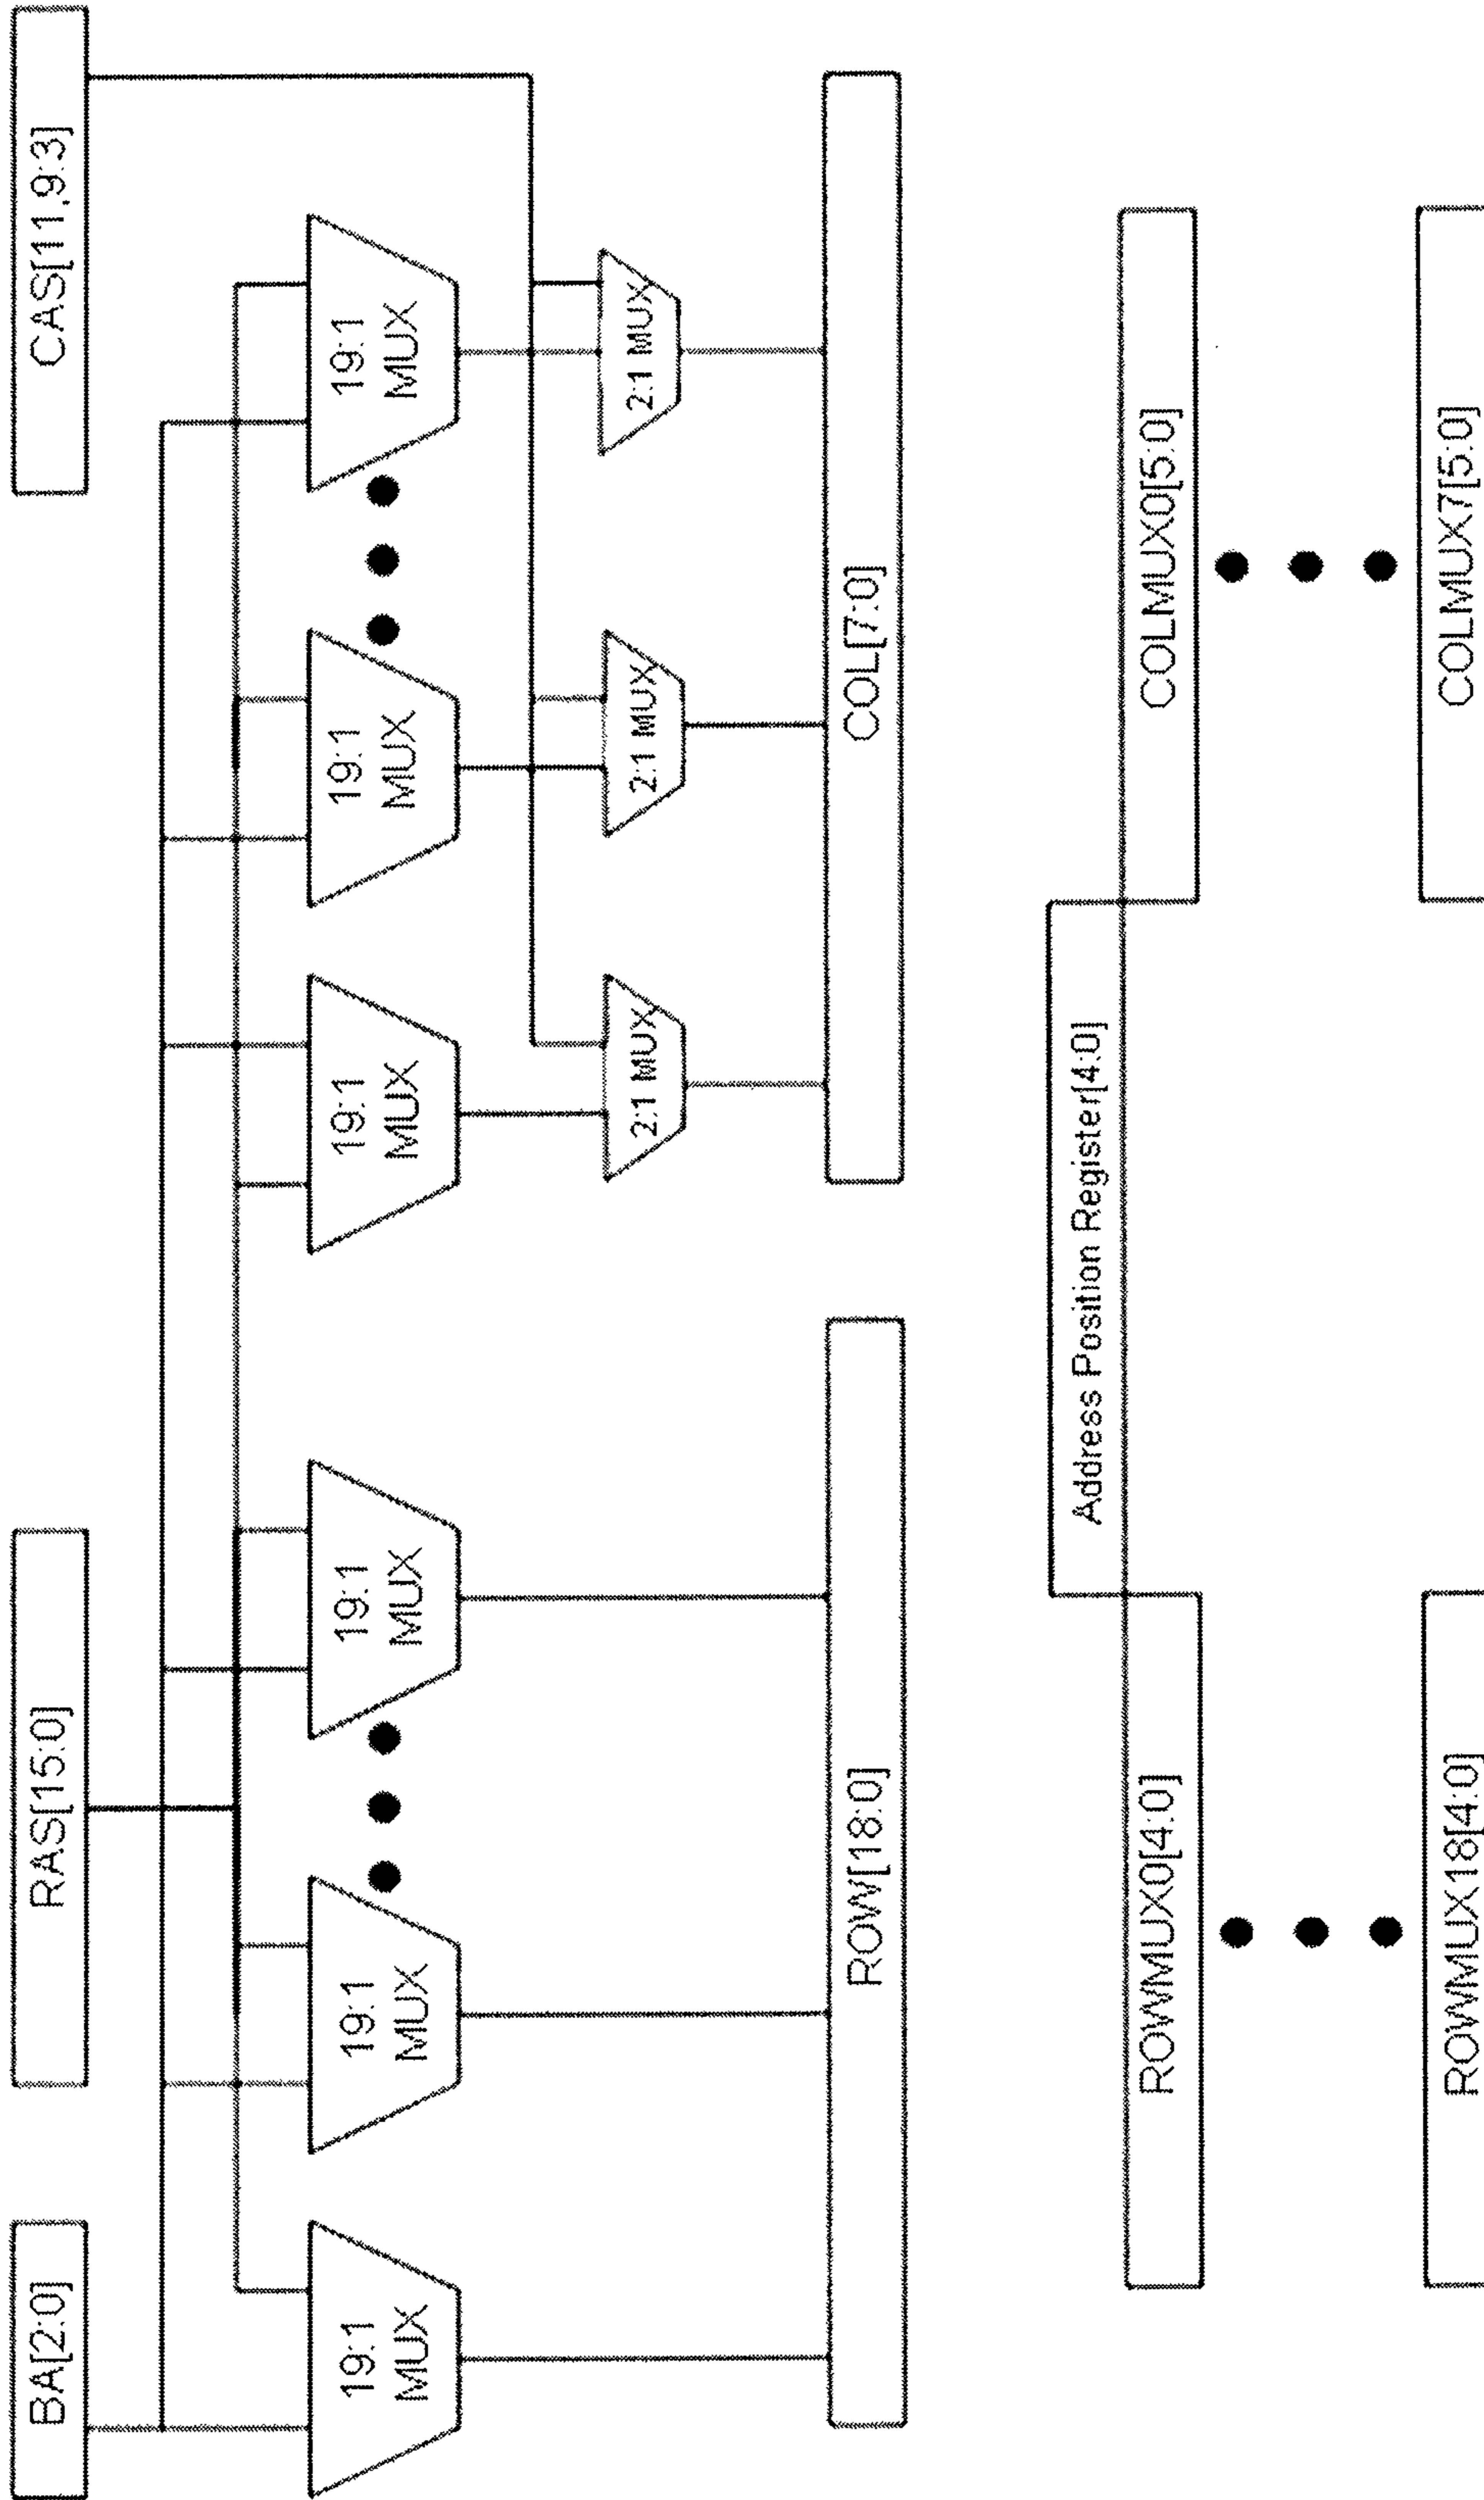 BA[2:0]
RAS[15:0]
CAS[11,9:3]
19:1
MUX
19:1
MUX
19:1
MUX
19:1
MUX
19:1
MUX
19:1
MUX
2:1 MUX
2:1 MUX
2:1 MUX
ROW[18:0]
COL[7:0]
Address Position Register[4:0]
ROWMUX0[4:0]
COLMUX0[5:0]
ROWMUX18[4:0]
COLMUX7[5:0]